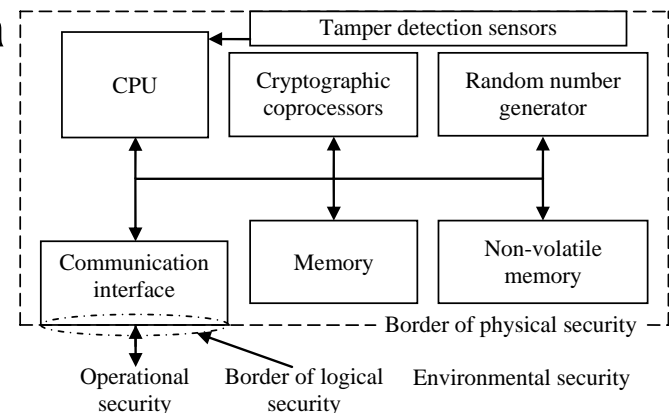 Tamper detection sensors
CPU
Cryptographic
coprocessors
Random number
generator
Communication
interface
Memory
Non-volatile
memory
Border of physical security
Operational
security
Border of logical
security
Environmental security